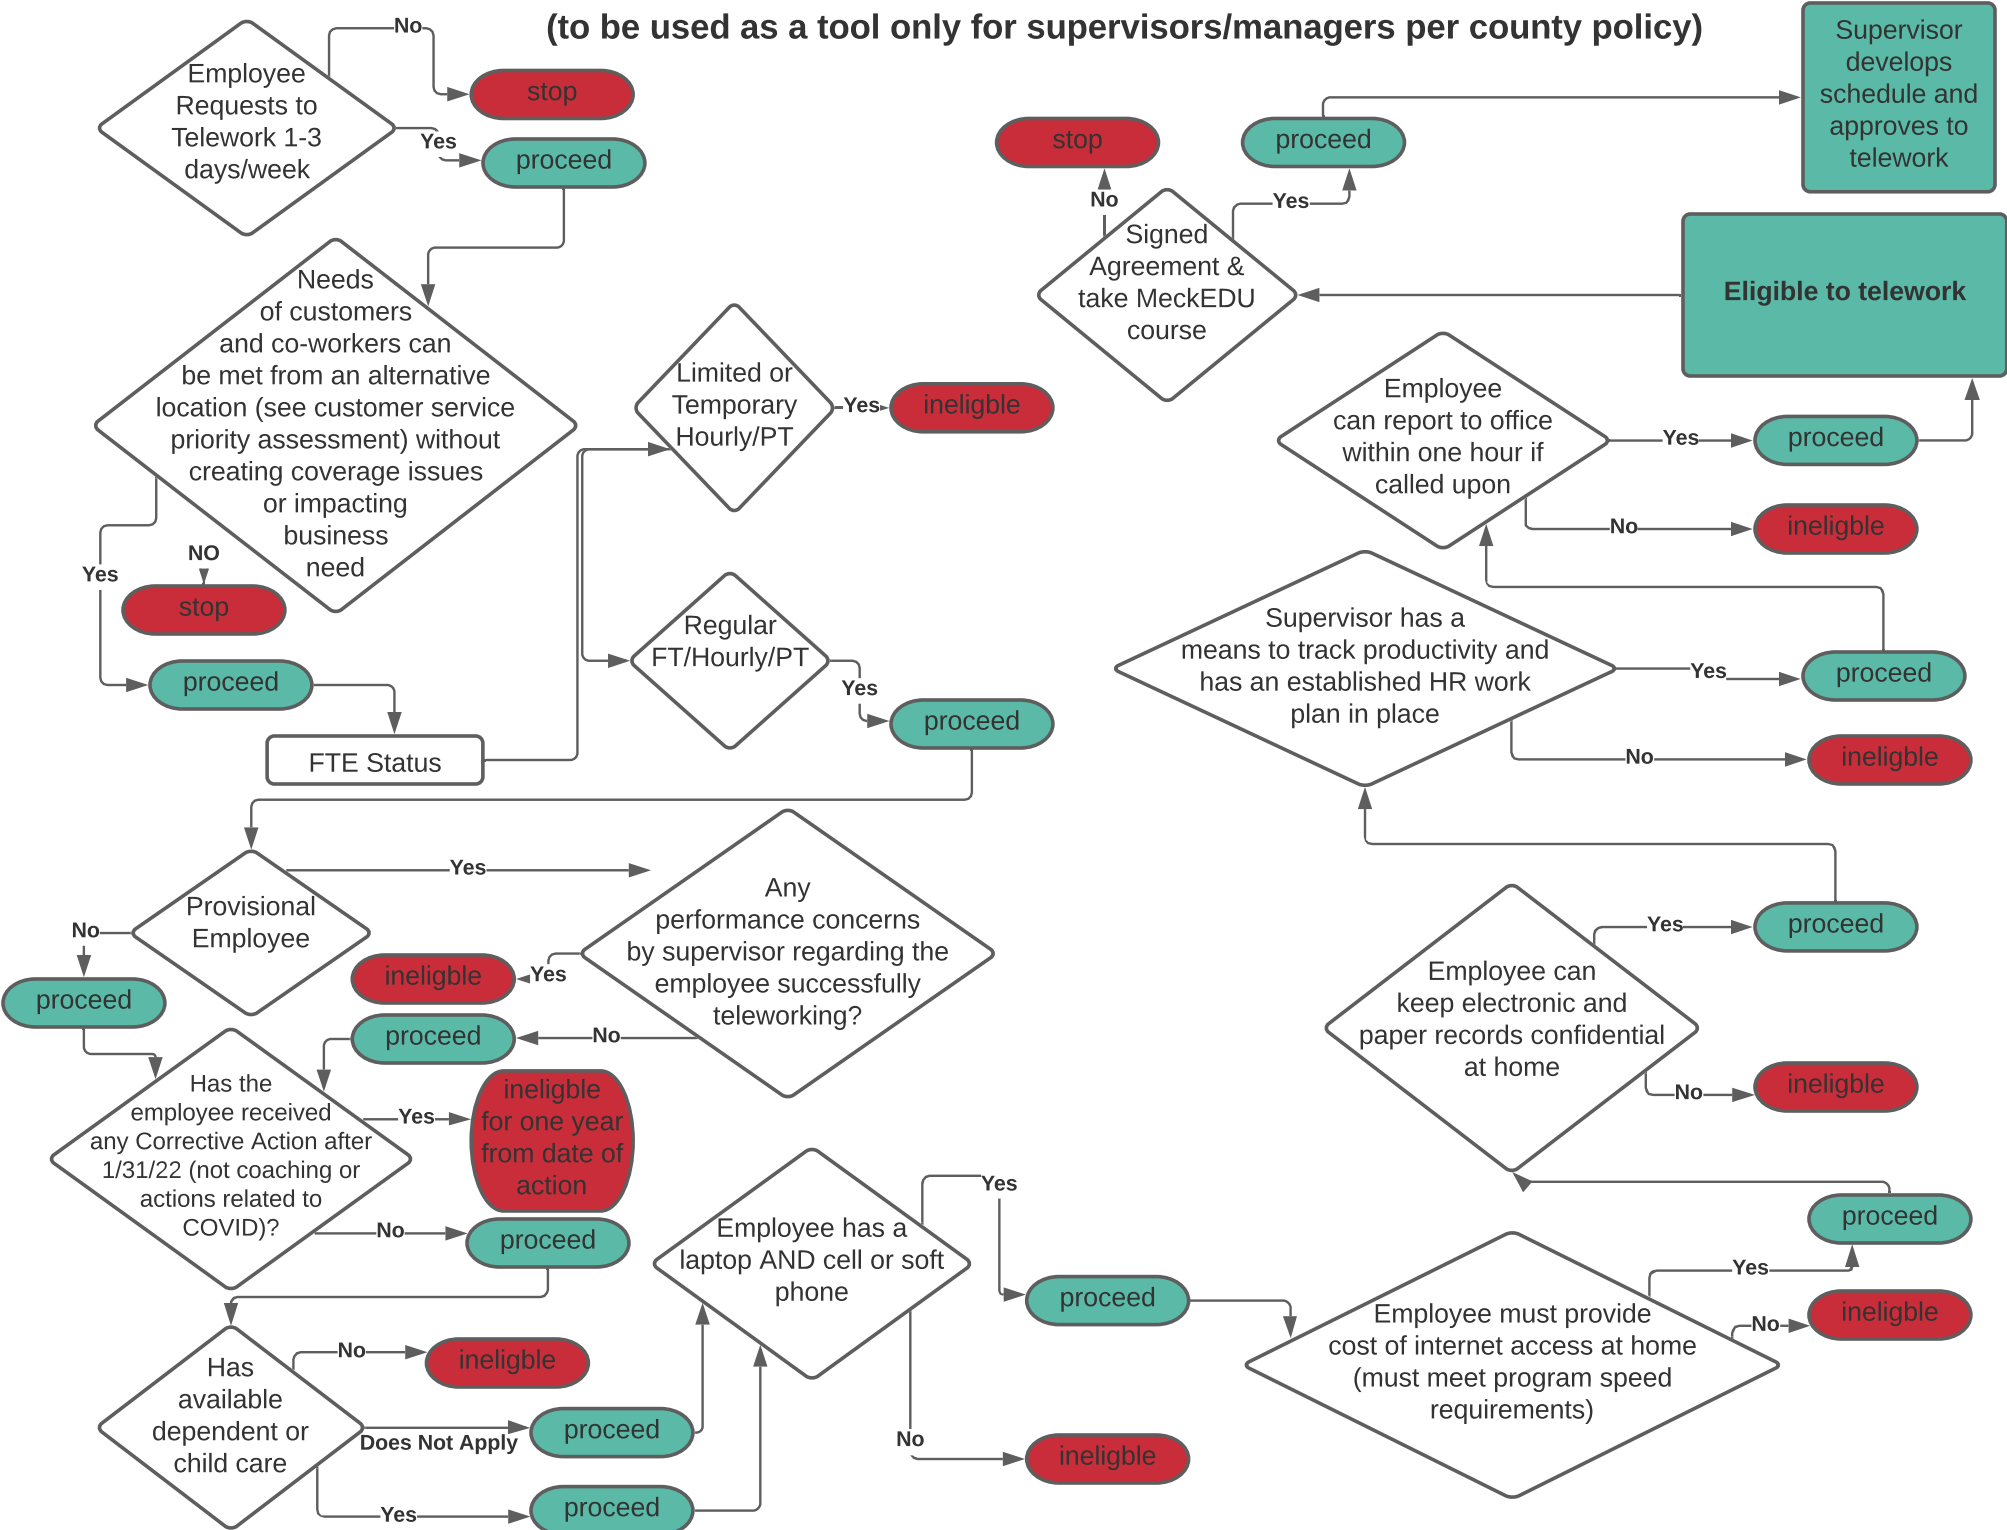 (to be used as a tool only for supervisors/managers per county policy)
Employee
Requests to
Telework 1-3
days/week
No
stop
Yes
proceed
Needs
of customers
and co-workers can
be met from an alternative
location (see customer service
priority assessment) without
creating coverage issues
or impacting
business
need
NO
stop
Yes
proceed
FTE Status
Limited or
Temporary
Hourly/PT
Yes
ineligble
Regular
FT/Hourly/PT
Yes
proceed
Provisional
Employee
Yes
No
proceed
Any
performance concerns
by supervisor regarding the
employee successfully
teleworking?
Yes
ineligble
No
proceed
Has the
employee received
any Corrective Action after
1/31/22 (not coaching or
actions related to
COVID)?
Yes
ineligble
for one year
from date of
action
No
proceed
Has
available
dependent or
child care
No
ineligble
Does Not Apply
proceed
Yes
proceed
Employee has a
laptop AND cell or soft
phone
Yes
proceed
No
ineligble
Employee must provide
cost of internet access at home
(must meet program speed
requirements)
Yes
proceed
No
ineligble
Employee can
keep electronic and
paper records confidential
at home
Yes
proceed
No
ineligble
Supervisor has a
means to track productivity and
has an established HR work
plan in place
Yes
proceed
No
ineligble
Employee
can report to office
within one hour if
called upon
Yes
proceed
No
ineligble
Eligible to telework
Signed
Agreement &
take MeckEDU
course
No
stop
Yes
proceed
Supervisor
develops
schedule and
approves to
telework